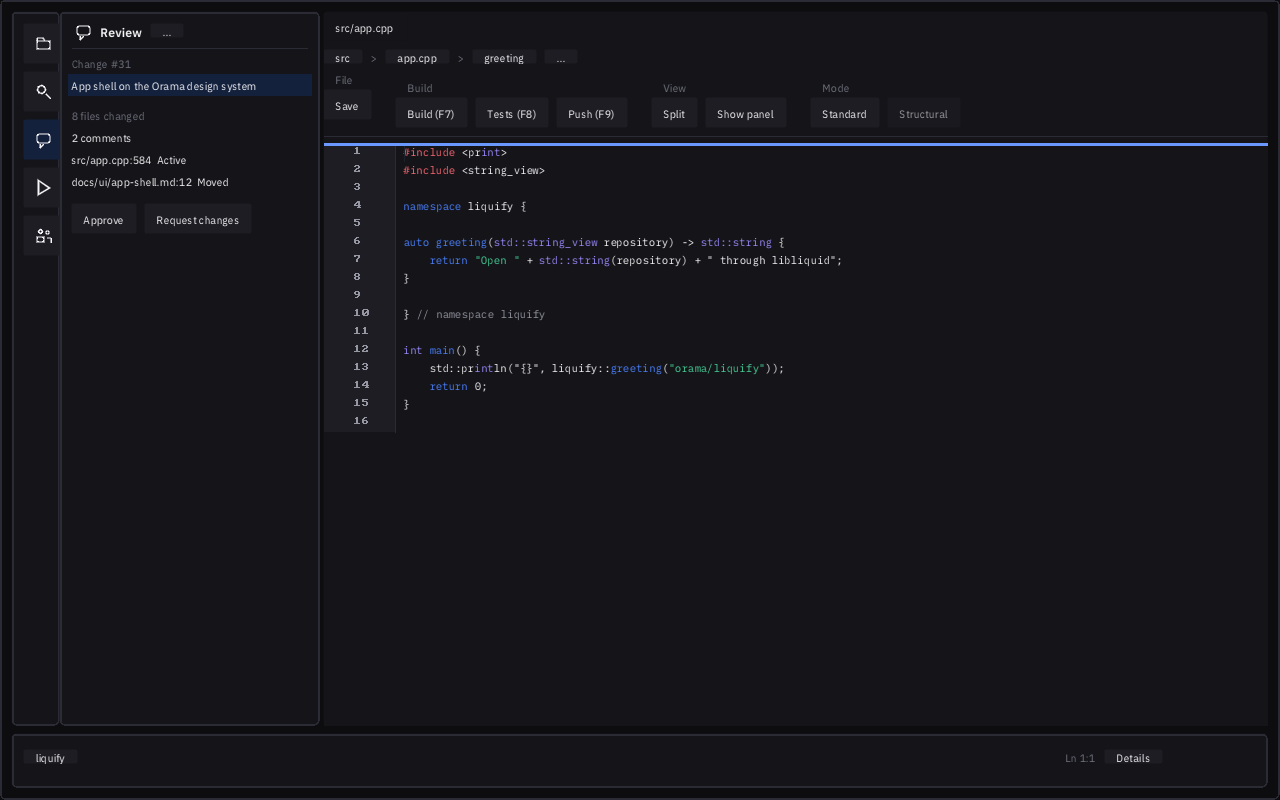 Review ...
Change #31
App shell on the Orama design system
8 files changed
2 comments
src/app.cpp:584 Active
docs/ui/app-shell.md:12 Moved
Approve Request changes
src/app.cpp
src > app.cpp > greeting ...
File Build View Mode
Save Build (F7) Tests (F8) Push (F9) Split Show panel Standard Structural
1 #include <print>
2 #include <string_view>
3
4 namespace liquify {
5
6 auto greeting(std::string_view repository) -> std::string {
7     return "Open " + std::string(repository) + " through libliquid";
8 }
9
10 } // namespace liquify
11
12 int main() {
13     std::println("{}", liquify::greeting("orama/liquify"));
14     return 0;
15 }
16
liquify Ln 1:1 Details